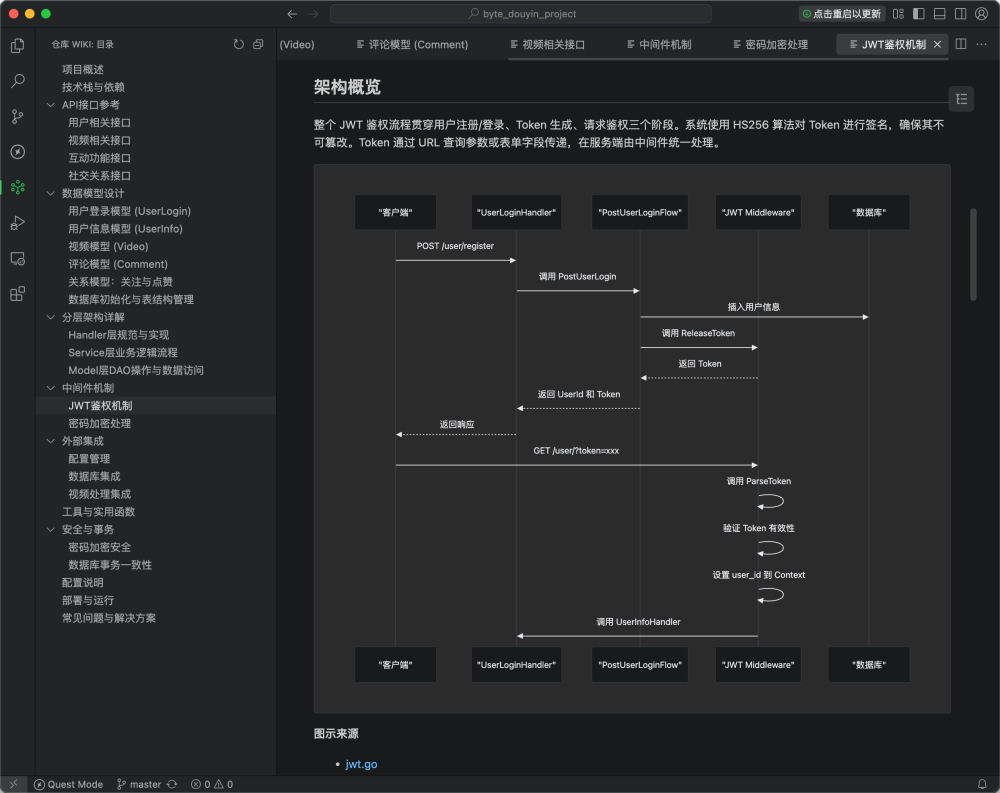 byte_douyin_project
点击重启以更新
仓库 WIKI: 目录
(Video)
评论模型 (Comment)
视频相关接口
中间件机制
密码加密处理
JWT鉴权机制
项目概述
技术栈与依赖
API接口参考
用户相关接口
视频相关接口
互动功能接口
社交关系接口
数据模型设计
用户登录模型 (UserLogin)
用户信息模型 (UserInfo)
视频模型 (Video)
评论模型 (Comment)
关系模型：关注与点赞
数据库初始化与表结构管理
分层架构详解
Handler层规范与实现
Service层业务逻辑流程
Model层DAO操作与数据访问
中间件机制
JWT鉴权机制
密码加密处理
外部集成
配置管理
数据库集成
视频处理集成
工具与实用函数
安全与事务
密码加密安全
数据库事务一致性
配置说明
部署与运行
常见问题与解决方案
架构概览
整个 JWT 鉴权流程贯穿用户注册/登录、Token 生成、请求鉴权三个阶段。系统使用 HS256 算法对 Token 进行签名，确保其不
可篡改。Token 通过 URL 查询参数或表单字段传递，在服务端由中间件统一处理。
"客户端"
"UserLoginHandler"
"PostUserLoginFlow"
"JWT Middleware"
"数据库"
POST /user/register
调用 PostUserLogin
插入用户信息
调用 ReleaseToken
返回 Token
返回 UserId 和 Token
返回响应
GET /user/?token=xxx
调用 ParseToken
验证 Token 有效性
设置 user_id 到 Context
调用 UserInfoHandler
"客户端"
"UserLoginHandler"
"PostUserLoginFlow"
"JWT Middleware"
"数据库"
图示来源
• jwt.go
Quest Mode
master
0
0